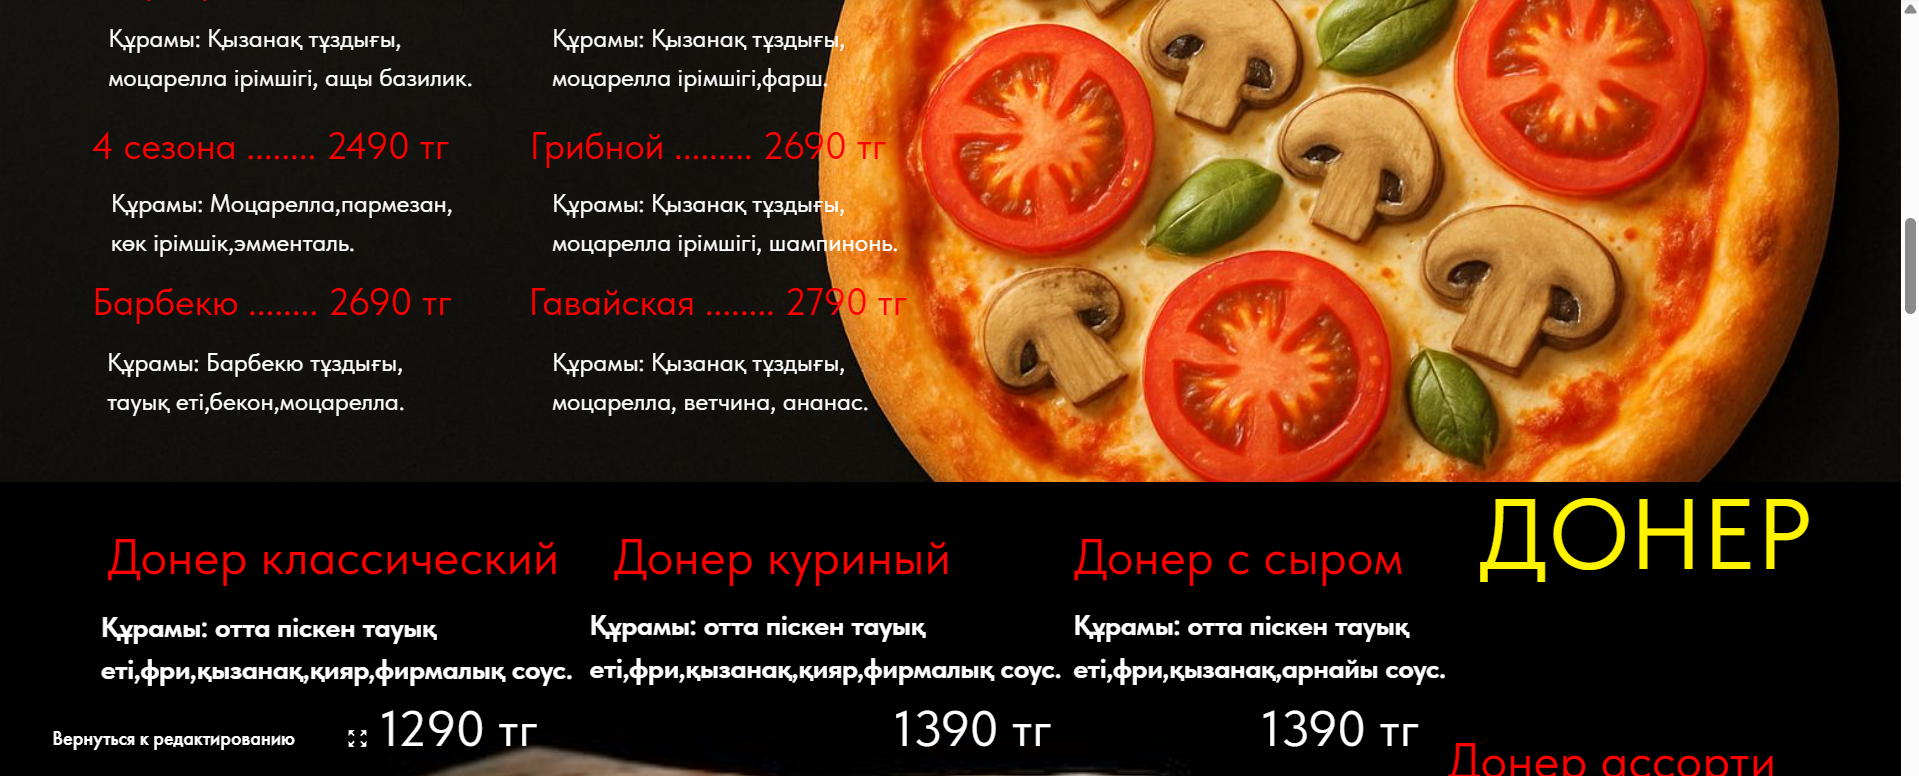 Құрамы: Қызанақ тұздығы,
моцарелла ірімшігі, ащы базилик.
Құрамы: Қызанақ тұздығы,
моцарелла ірімшігі,фарш.
4 сезона ........ 2490 тг
Грибной ......... 2690 тг
Құрамы: Моцарелла,пармезан,
көк ірімшік,эмменталь.
Құрамы: Қызанақ тұздығы,
моцарелла ірімшігі, шампинонь.
Барбекю ........ 2690 тг
Гавайская ........ 2790 тг
Құрамы: Барбекю тұздығы,
тауық еті,бекон,моцарелла.
Құрамы: Қызанақ тұздығы,
моцарелла, ветчина, ананас.
ДОНЕР
Донер классический
Құрамы: отта піскен тауық
еті,фри,қызанақ,қияр,фирмалық соус.
1290 тг
Донер куриный
Құрамы: отта піскен тауық
еті,фри,қызанақ,қияр,фирмалық соус.
1390 тг
Донер с сыром
Құрамы: отта піскен тауық
еті,фри,қызанақ,арнайы соус.
1390 тг
Донер ассорти
Вернуться к редактированию